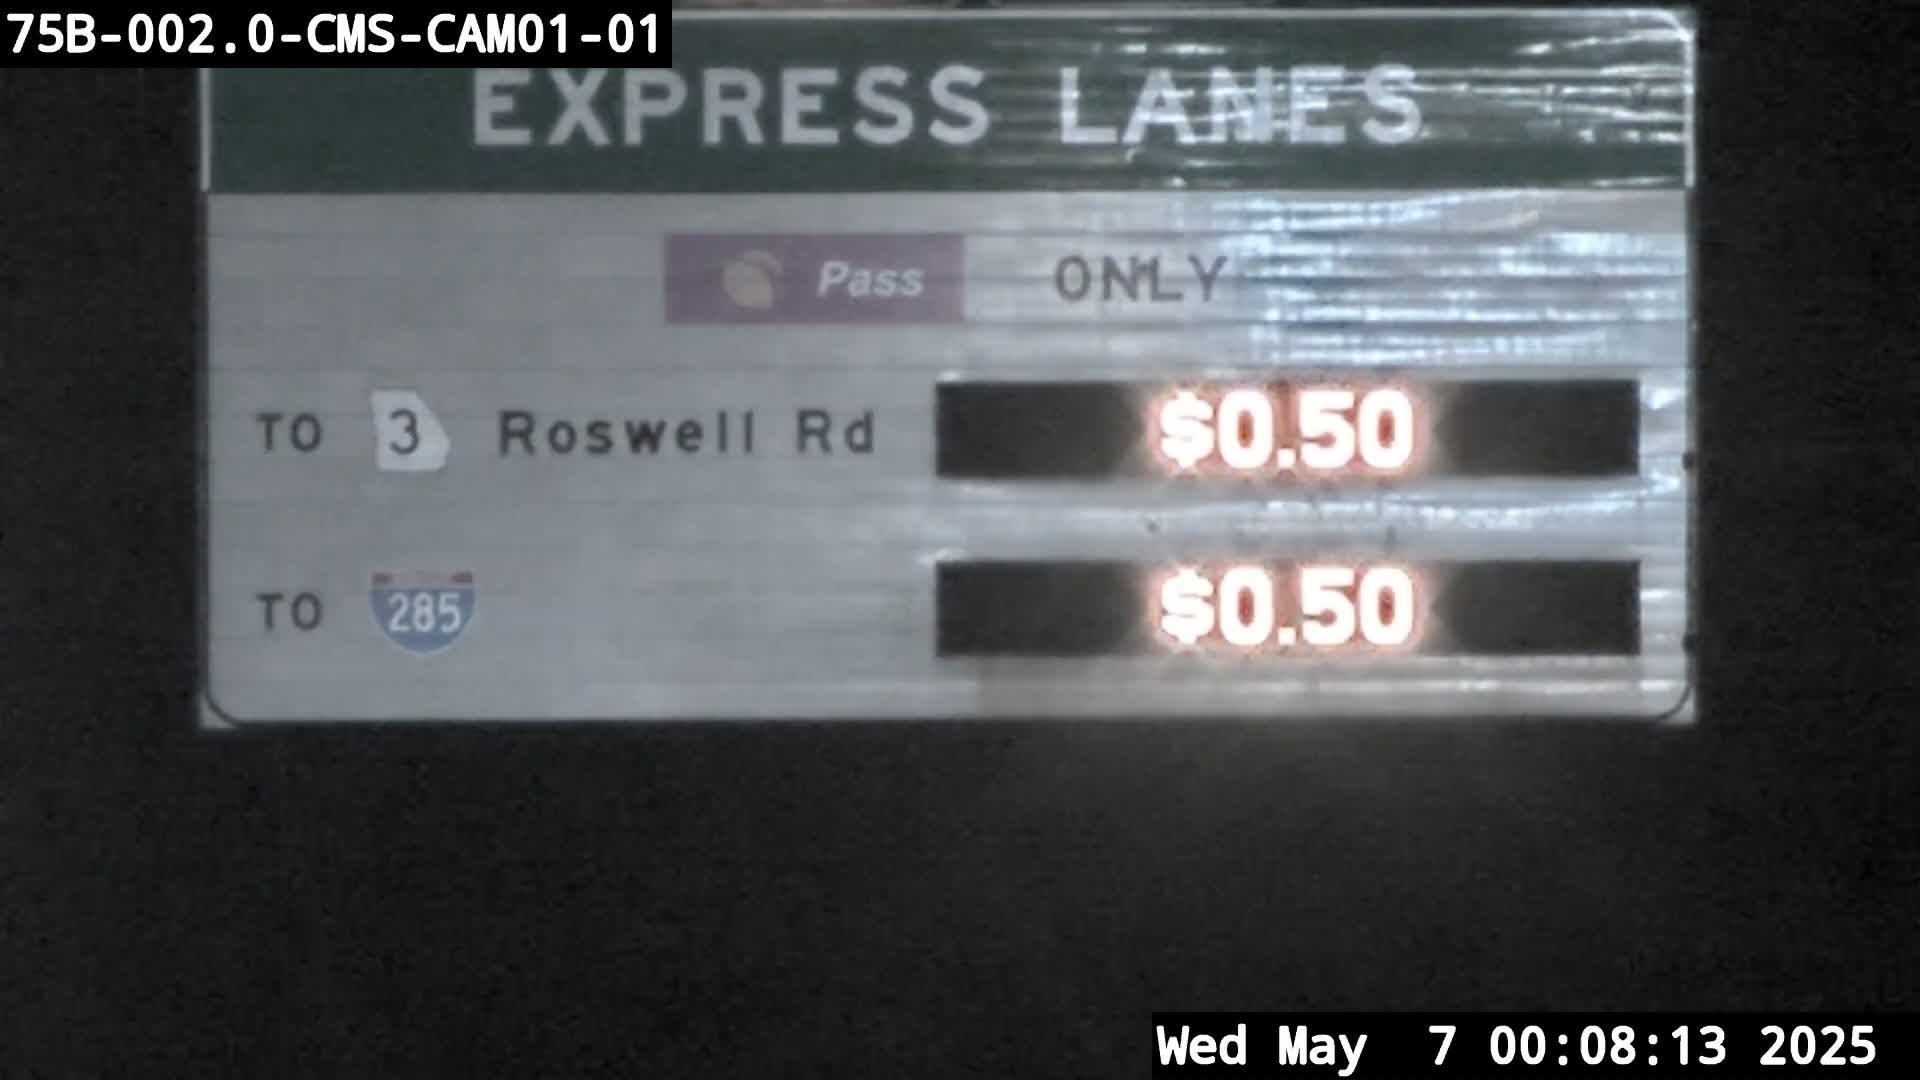 75B-002.0-CMS-CAM01-01
EXPRESS LANES
Pass ONLY
TO 3 Roswell Rd $0.50
TO 285 $0.50
Wed May 7 00:08:13 2025